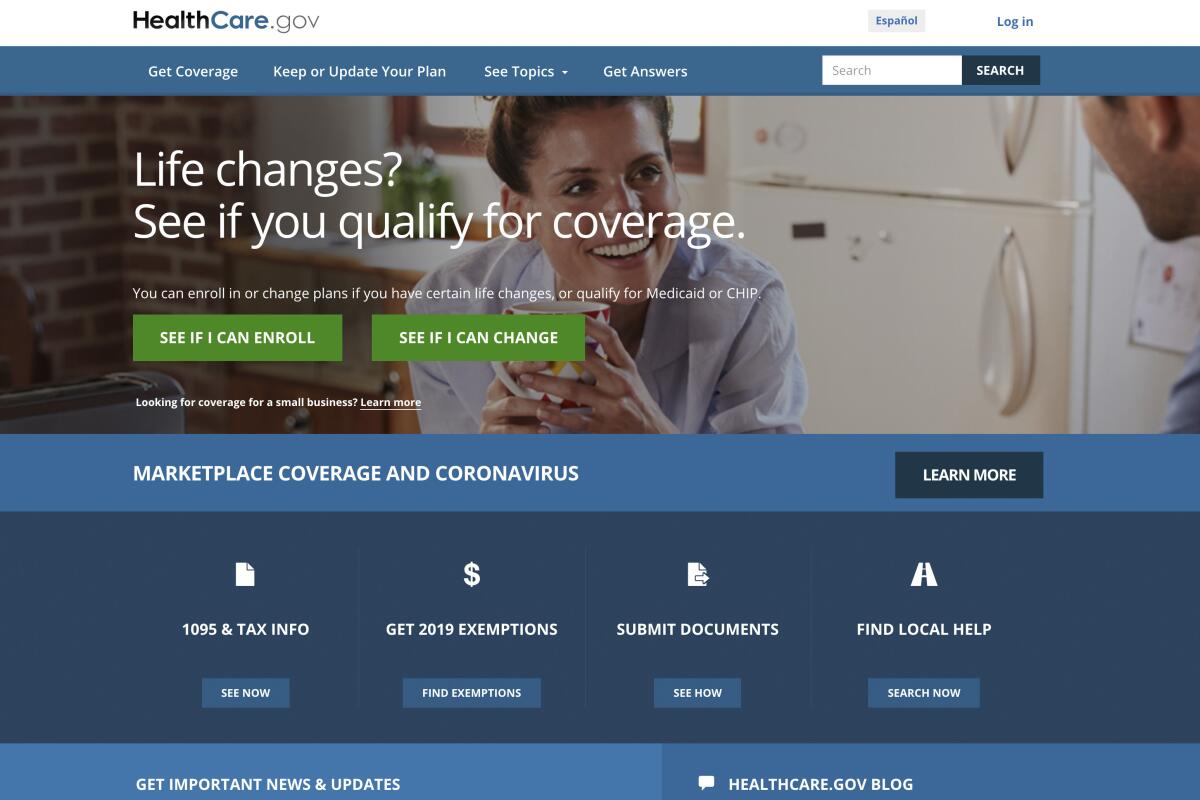 HealthCare.gov
Español
Log in
Get Coverage
Keep or Update Your Plan
See Topics
Get Answers
Search
SEARCH
Life changes?
See if you qualify for coverage.
You can enroll in or change plans if you have certain life changes, or qualify for Medicaid or CHIP.
SEE IF I CAN ENROLL
SEE IF I CAN CHANGE
Looking for coverage for a small business? Learn more
MARKETPLACE COVERAGE AND CORONAVIRUS
LEARN MORE
1095 & TAX INFO
SEE NOW
GET 2019 EXEMPTIONS
FIND EXEMPTIONS
SUBMIT DOCUMENTS
SEE HOW
FIND LOCAL HELP
SEARCH NOW
GET IMPORTANT NEWS & UPDATES
HEALTHCARE.GOV BLOG